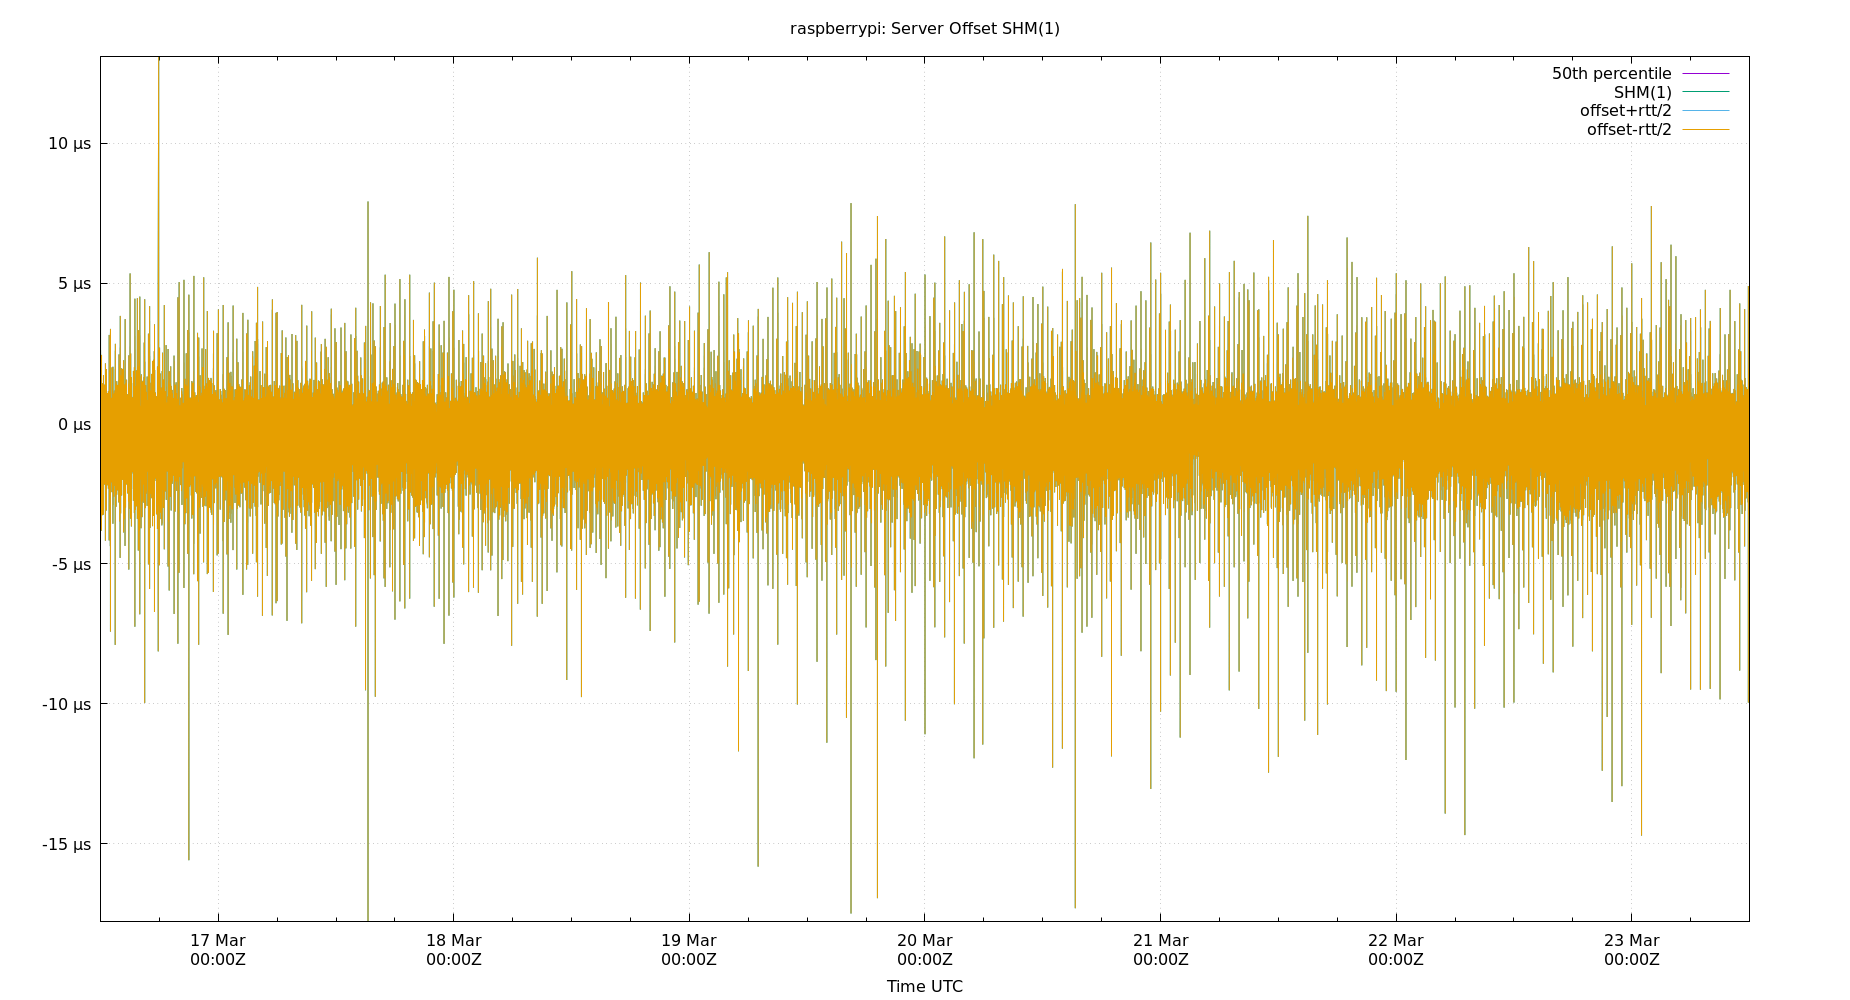 raspberrypi: Server Offset SHM(1)
50th percentile
SHM(1)
offset+rtt/2
offset-rtt/2
10 µs
5 µs
0 µs
-5 µs
-10 µs
-15 µs
17 Mar 18 Mar 19 Mar 20 Mar 21 Mar 22 Mar 23 Mar
00:00Z 00:00Z 00:00Z 00:00Z 00:00Z 00:00Z 00:00Z
Time UTC